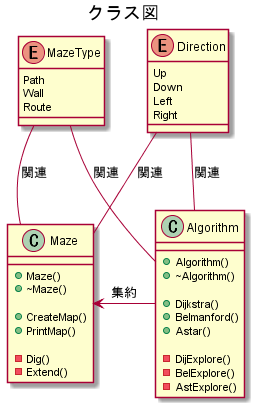 クラス図
E MazeType
Path
Wall
Route
E Direction
Up
Down
Left
Right
関連
関連
関連
関連
C Maze
Maze()
~Maze()
CreateMap()
PrintMap()
Dig()
Extend()
集約
C Algorithm
Algorithm()
~Algorithm()
Dijkstra()
Belmanford()
Astar()
DijExplore()
BelExplore()
AstExplore()